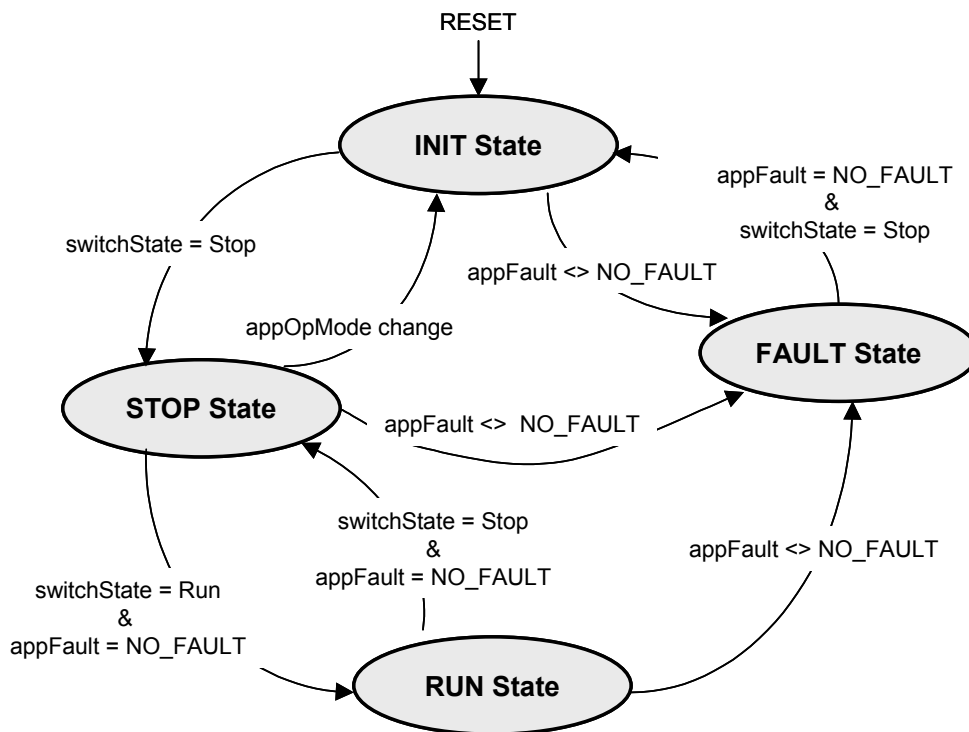 RESET
INIT State
appFault = NO_FAULT
&
switchState = Stop
switchState = Stop
appFault <> NO_FAULT
appOpMode change
FAULT State
STOP State
appFault <> NO_FAULT
switchState = Stop
&
appFault = NO_FAULT
appFault <> NO_FAULT
switchState = Run
&
appFault = NO_FAULT
RUN State